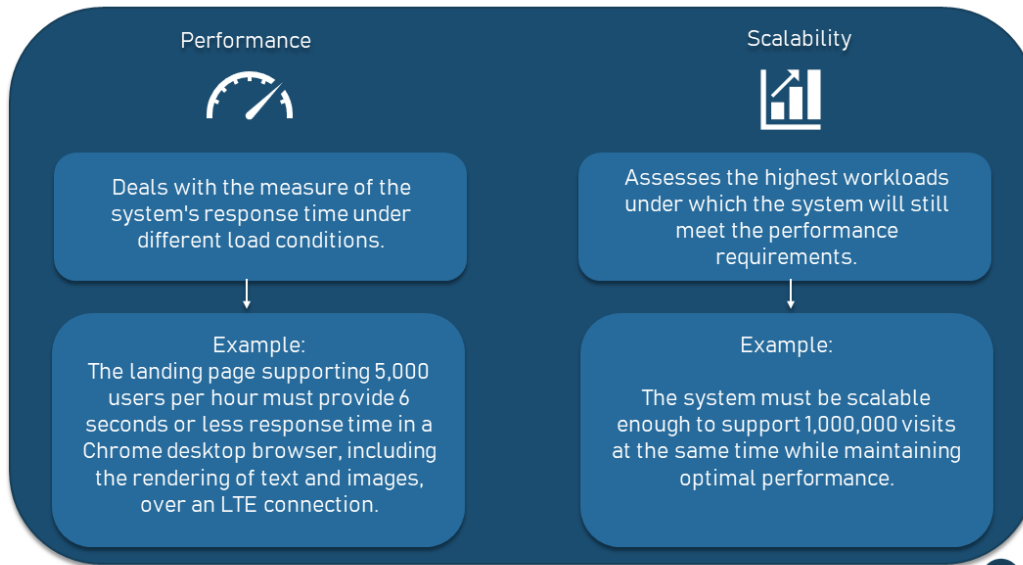 Performance
Deals with the measure of the
system's response time under
different load conditions.
Example:
The landing page supporting 5,000
users per hour must provide 6
seconds or less response time in a
Chrome desktop browser, including
the rendering of text and images,
over an LTE connection.
Scalability
Assesses the highest workloads
under which the system will still
meet the performance
requirements.
Example:
The system must be scalable
enough to support 1,000,000 visits
at the same time while maintaining
optimal performance.